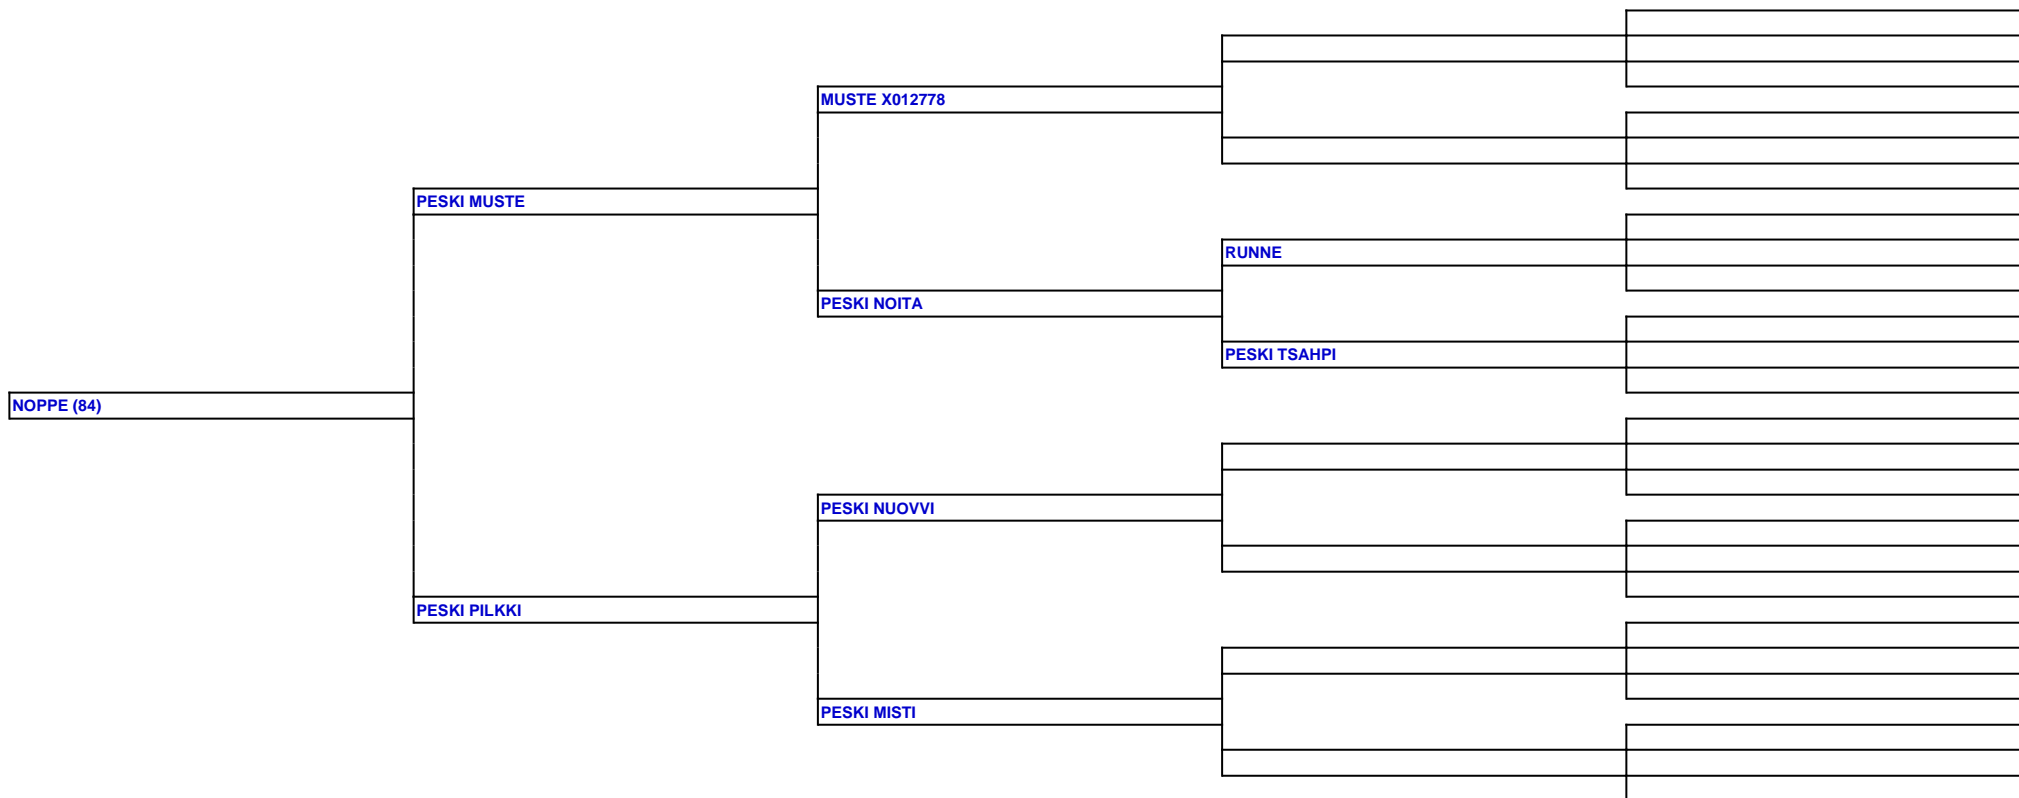 MUSTE X012778
PESKI MUSTE
RUNNE
PESKI NOITA
PESKI TSAHPI
NOPPE (84)
PESKI NUOVVI
PESKI PILKKI
PESKI MISTI